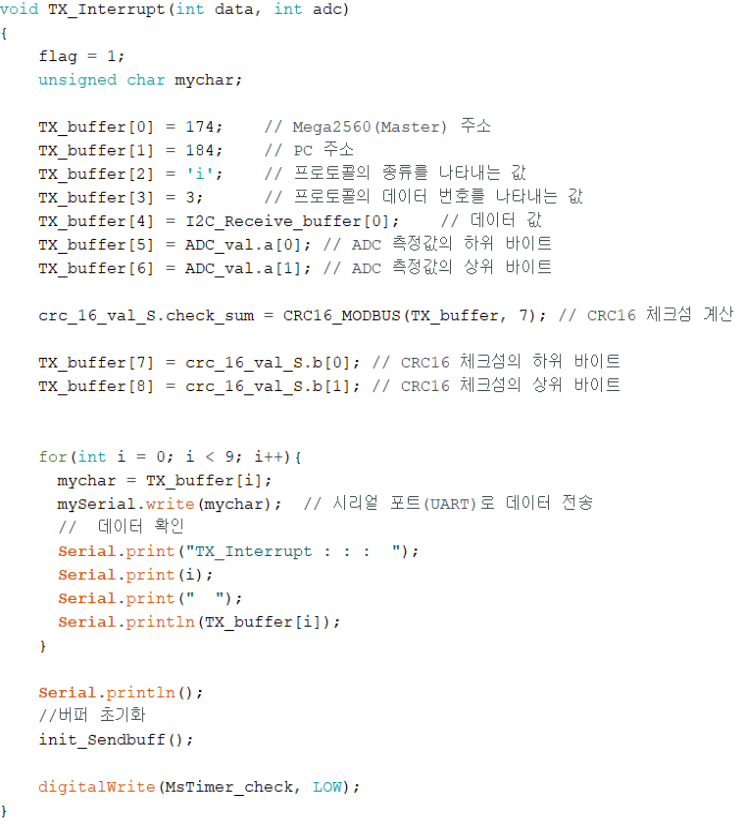 void TX_Interrupt(int data, int adc)
{
    flag = 1;
    unsigned char mychar;

    TX_buffer[0] = 174;    // Mega2560(Master) 주소
    TX_buffer[1] = 184;    // PC 주소
    TX_buffer[2] = 'i';    // 프로토콜의 종류를 나타내는 값
    TX_buffer[3] = 3;      // 프로토콜의 데이터 번호를 나타내는 값
    TX_buffer[4] = I2C_Receive_buffer[0];    // 데이터 값
    TX_buffer[5] = ADC_val.a[0]; // ADC 측정값의 하위 바이트
    TX_buffer[6] = ADC_val.a[1]; // ADC 측정값의 상위 바이트

    crc_16_val_S.check_sum = CRC16_MODBUS(TX_buffer, 7); // CRC16 체크섬 계산

    TX_buffer[7] = crc_16_val_S.b[0]; // CRC16 체크섬의 하위 바이트
    TX_buffer[8] = crc_16_val_S.b[1]; // CRC16 체크섬의 상위 바이트


    for(int i = 0; i < 9; i++){
      mychar = TX_buffer[i];
      mySerial.write(mychar);  // 시리얼 포트(UART)로 데이터 전송
      //  데이터 확인
      Serial.print("TX_Interrupt : : :  ");
      Serial.print(i);
      Serial.print("  ");
      Serial.println(TX_buffer[i]);
    }

    Serial.println();
    //버퍼 초기화
    init_Sendbuff();

    digitalWrite(MsTimer_check, LOW);
}